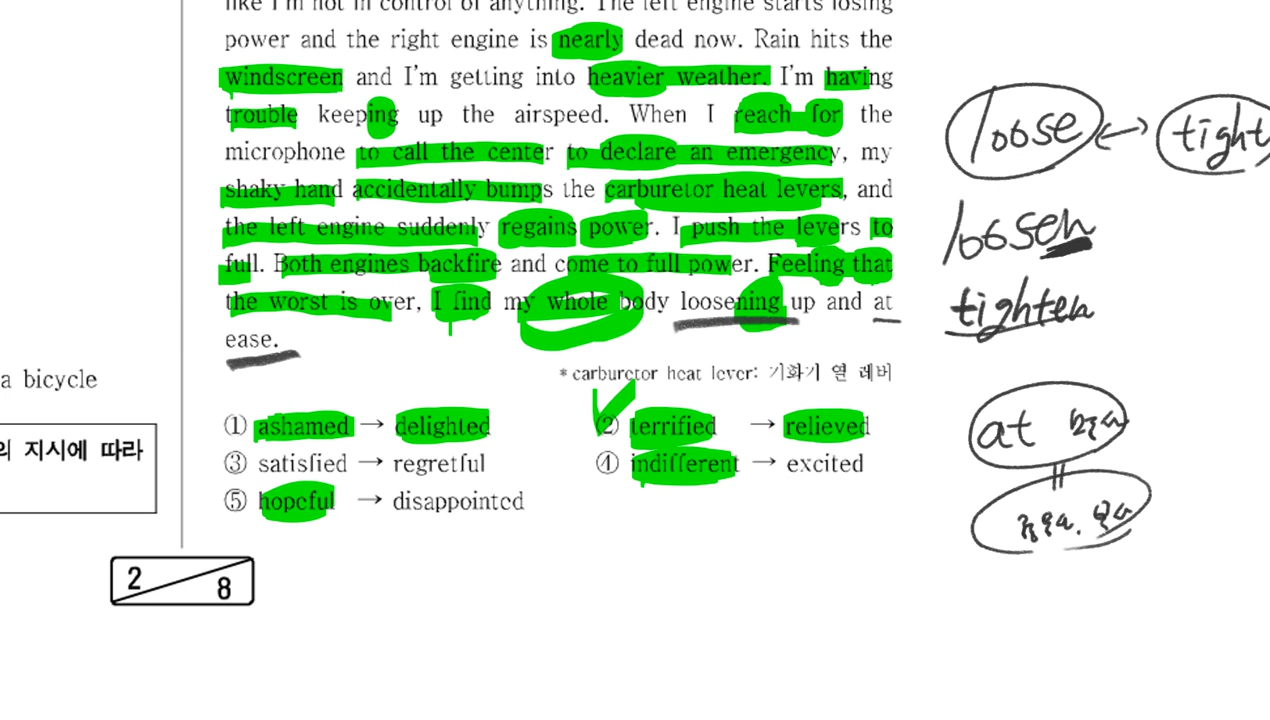 like I'm not in control of anything. The left engine starts losing
power and the right engine is nearly dead now. Rain hits the
windscreen and I'm getting into heavier weather. I'm having
trouble keeping up the airspeed. When I reach for the
microphone to call the center to declare an emergency, my
shaky hand accidentally bumps the carburetor heat levers, and
the left engine suddenly regains power. I push the levers to
full. Both engines backfire and come to full power. Feeling that
the worst is over, I find my whole body loosening up and at
ease.
* carburetor heat lever: 기화기 열 레버
① ashamed → delighted
② terrified → relieved
③ satisfied → regretful
④ indifferent → excited
⑤ hopeful → disappointed
a bicycle
의 지시에 따라
2
8
loose ↔ tight
loosen
tighten
at 명사